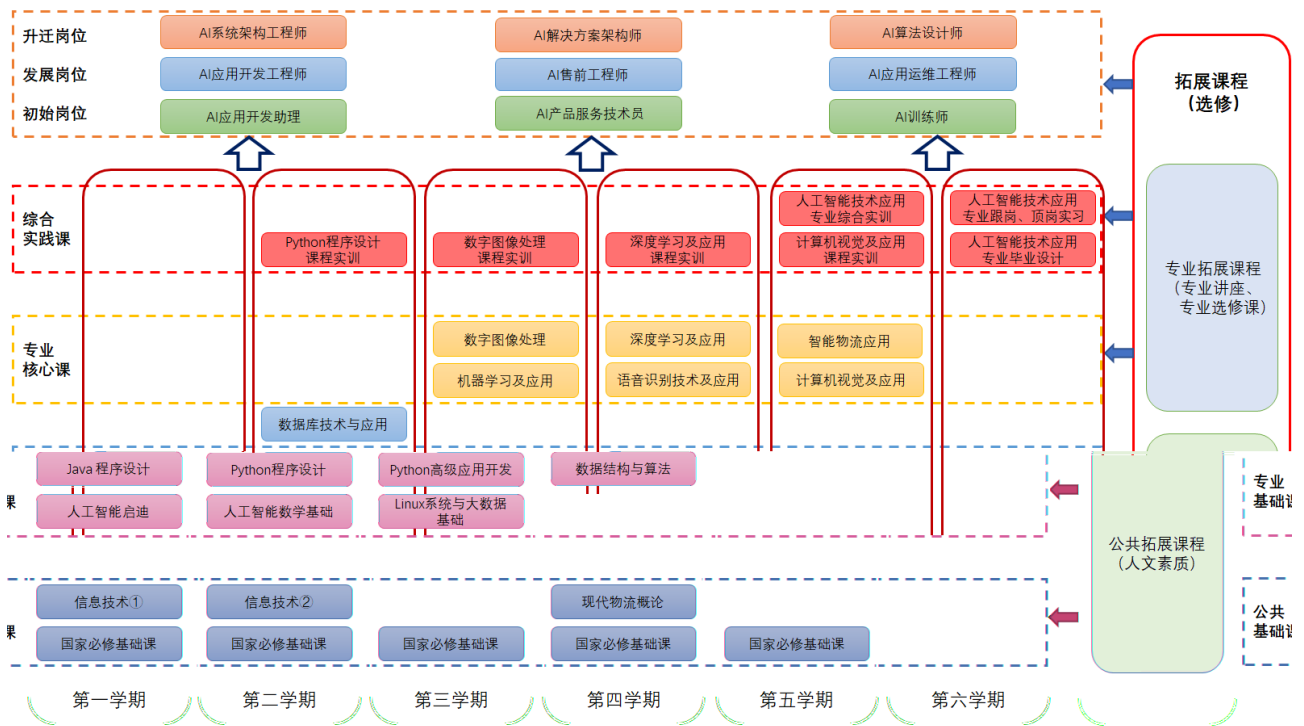 升迁岗位
AI系统架构工程师
AI解决方案架构师
AI算法设计师
发展岗位
AI应用开发工程师
AI售前工程师
AI应用运维工程师
初始岗位
AI应用开发助理
AI产品服务技术员
AI训练师
拓展课程
（选修）
综合
实践课
Python程序设计
课程实训
数字图像处理
课程实训
深度学习及应用
课程实训
人工智能技术应用
专业综合实训
计算机视觉及应用
课程实训
人工智能技术应用
专业跟岗、顶岗实习
人工智能技术应用
专业毕业设计
专业拓展课程
（专业讲座、
专业选修课）
专业
核心课
数字图像处理
深度学习及应用
智能物流应用
机器学习及应用
语音识别技术及应用
计算机视觉及应用
数据库技术与应用
Java 程序设计
Python程序设计
Python高级应用开发
数据结构与算法
课
人工智能启迪
人工智能数学基础
Linux系统与大数据
基础
专业
基础课
公共拓展课程
（人文素质）
信息技术①
信息技术②
现代物流概论
课
国家必修基础课
国家必修基础课
国家必修基础课
国家必修基础课
国家必修基础课
公共
基础课
第一学期
第二学期
第三学期
第四学期
第五学期
第六学期